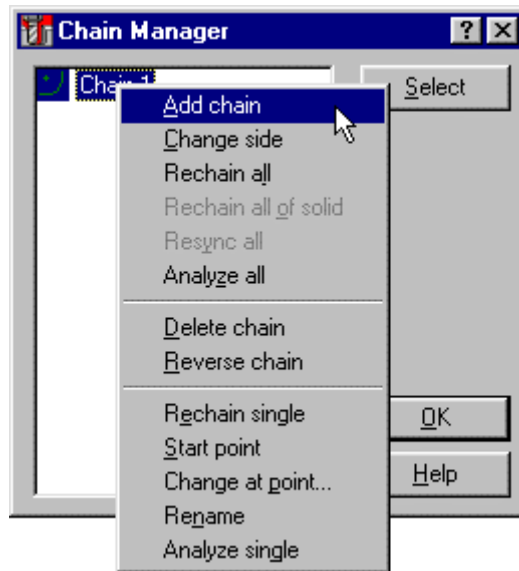 Chain Manager
Chain 1
Select
Add chain
Change side
Rechain all
Rechain all of solid
Resync all
Analyze all
Delete chain
Reverse chain
Rechain single
Start point
Change at point...
Rename
Analyze single
OK
Help